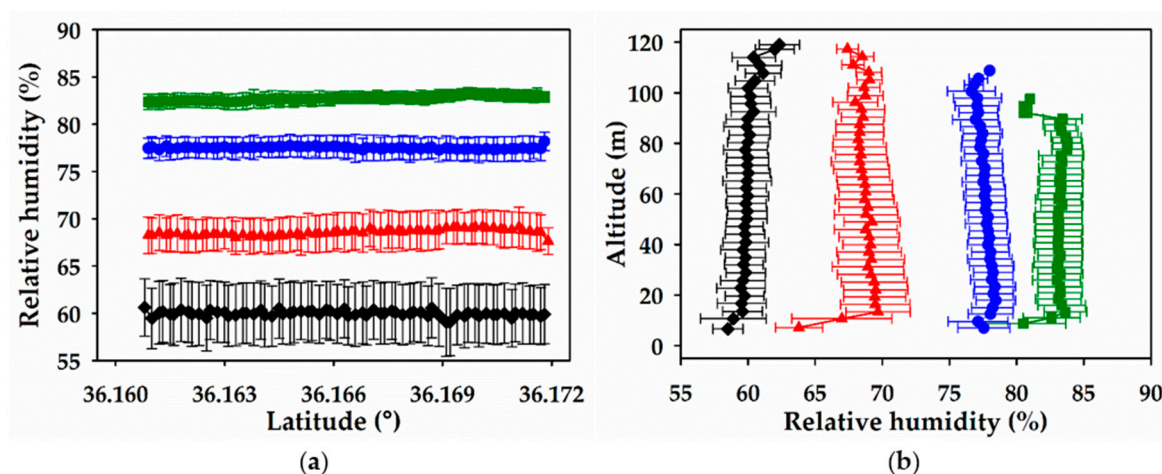 Relative humidity (%)
90
85
80
75
70
65
60
55
36.160 36.163 36.166 36.169 36.172
Latitude (°)
(a)
Altitude (m)
120
100
80
60
40
20
0
55 60 65 70 75 80 85 90
Relative humidity (%)
(b)